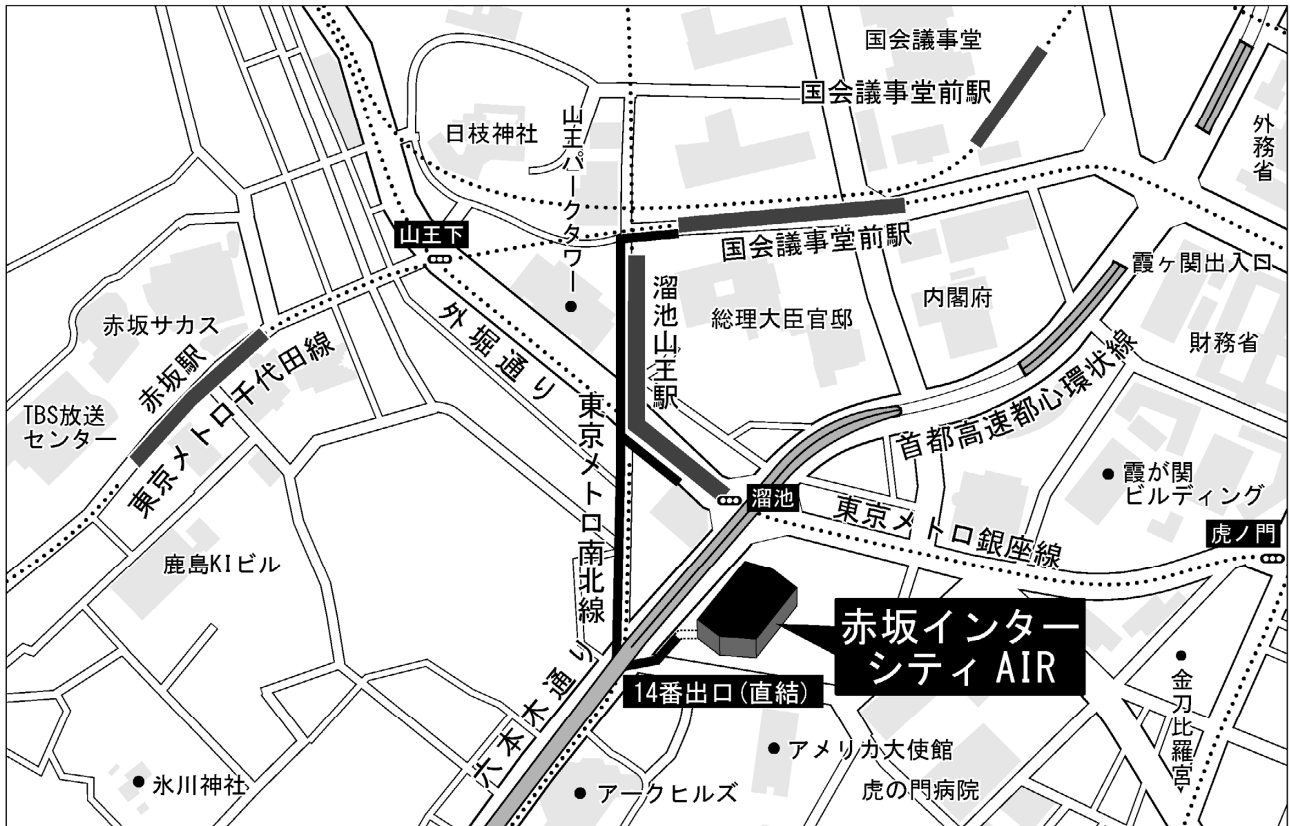 国会議事堂
国会議事堂前駅
外務省
日枝神社
山王パークタワー
山王下
国会議事堂前駅
霞ヶ関出入口
赤坂サカス
外堀通り
溜池山王駅
総理大臣官邸
内閣府
財務省
赤坂駅
東京メトロ千代田線
TBS放送
センター
首都高速都心環状線
東京メトロ南北線
霞が関
ビルディング
溜池
東京メトロ銀座線
虎ノ門
鹿島KIビル
赤坂インター
シティAIR
六本木通り
14番出口(直結)
金刀比羅宮
アメリカ大使館
氷川神社
アークヒルズ
虎の門病院